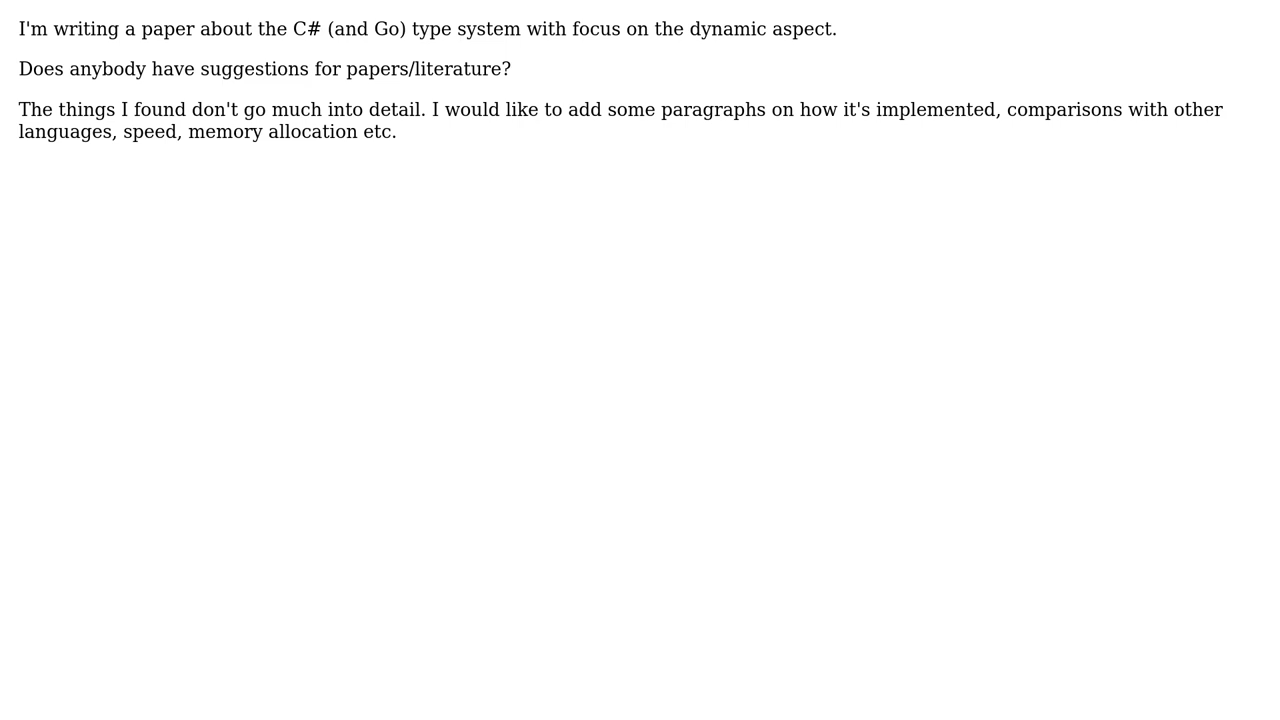 I'm writing a paper about the C# (and Go) type system with focus on the dynamic aspect.
Does anybody have suggestions for papers/literature?
The things I found don't go much into detail. I would like to add some paragraphs on how it's implemented, comparisons with other
languages, speed, memory allocation etc.